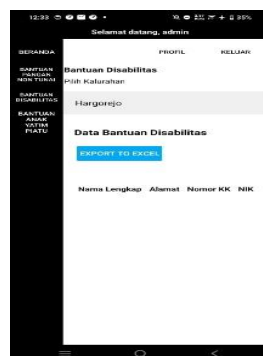 12:33
35%
Selamat datang, admin
BERANDA
PROFIL
KELUAR
BANTUAN
PANGAN
NON TUNAI
BANTUAN
DISABILITAS
BANTUAN
ANAK
YATIM
PIATU
Bantuan Disabilitas
Pilih Kalurahan
Hargorejo
Data Bantuan Disabilitas
EXPORT TO EXCEL
Nama Lengkap Alamat Nomor KK NIK